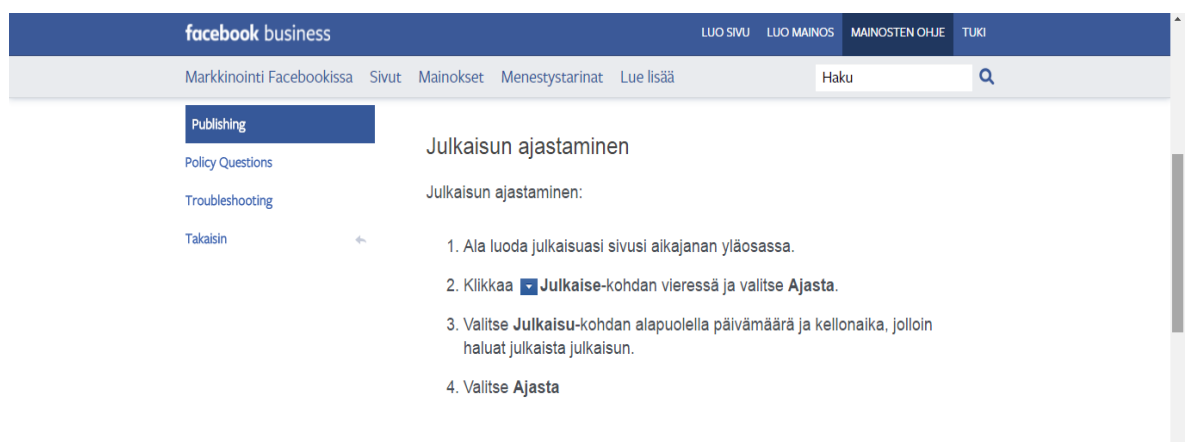 facebook business LUO SIVU LUO MAINOS MAINOSTEN OHJE TUKI
Markkinointi Facebookissa Sivut Mainokset Menestystarinat Lue lisää Haku
Publishing
Policy Questions
Troubleshooting
Takaisin
Julkaisun ajastaminen
Julkaisun ajastaminen:
1. Ala luoda julkaisuasi sivusi aikajanan yläosassa.
2. Klikkaa Julkaise-kohdan vieressä ja valitse Ajasta.
3. Valitse Julkaisu-kohdan alapuolella päivämäärä ja kellonaika, jolloin
haluat julkaista julkaisun.
4. Valitse Ajasta